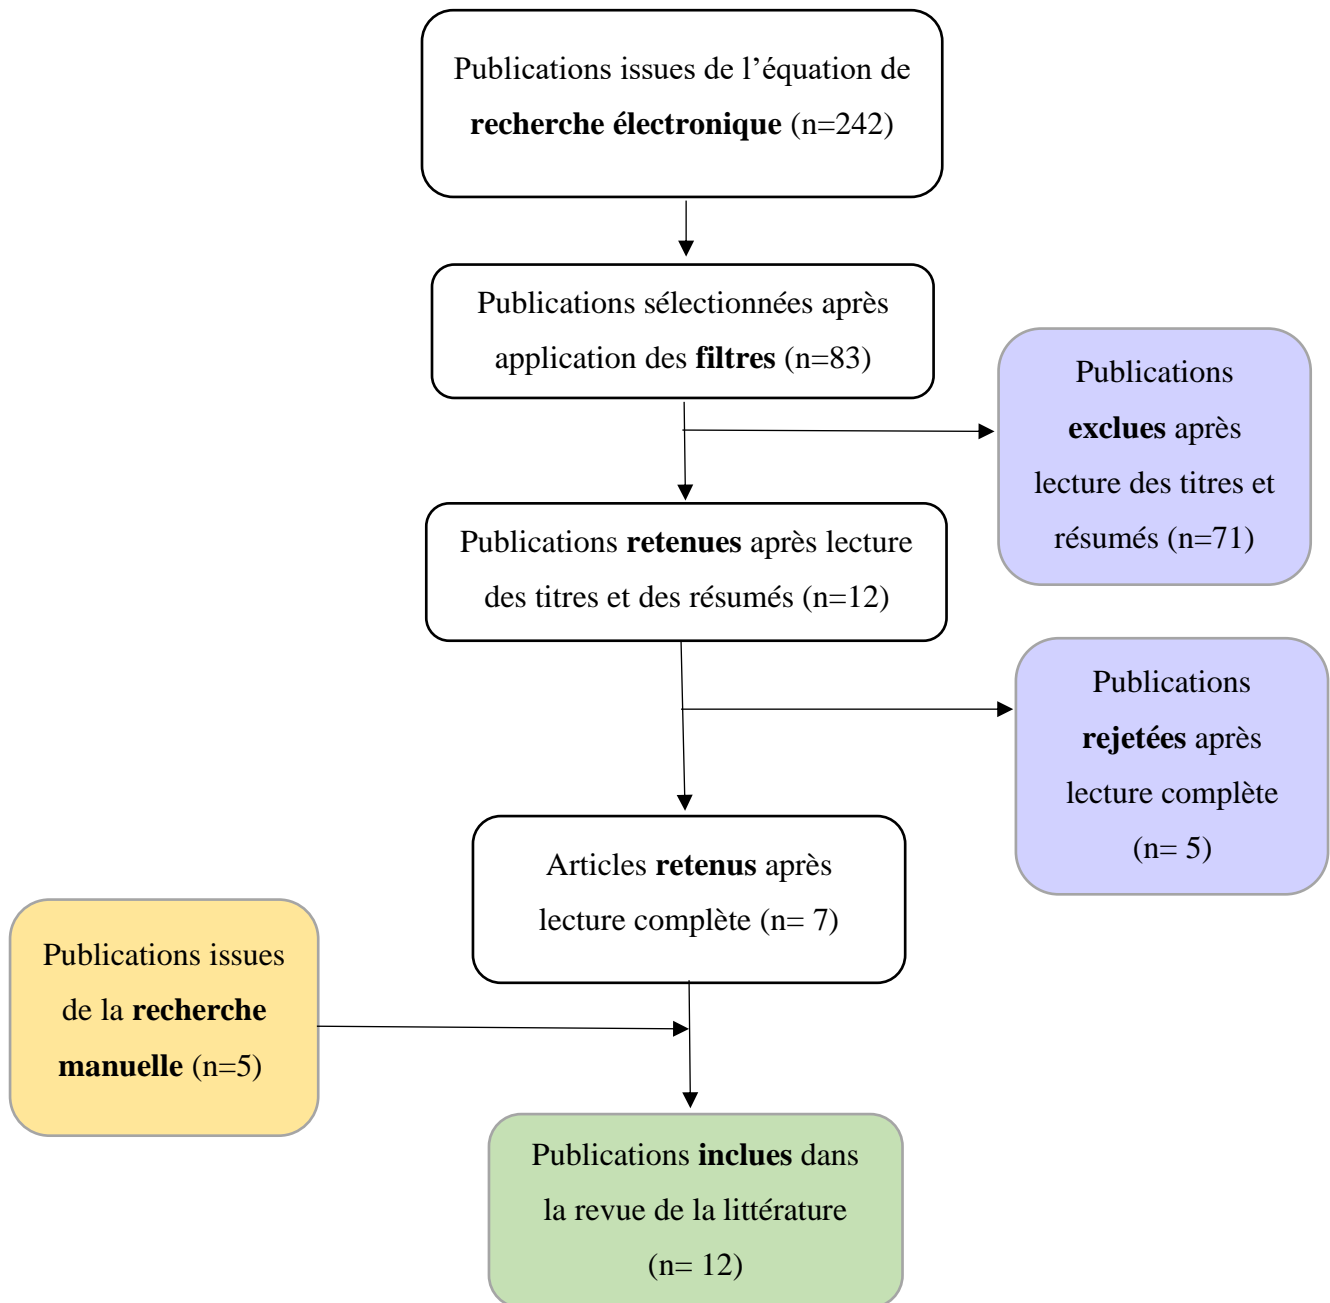 Publications issues de l’équation de
recherche électronique (n=242)
Publications sélectionnées après
application des filtres (n=83)
Publications
exclues après
lecture des titres et
résumés (n=71)
Publications retenues après lecture
des titres et des résumés (n=12)
Publications
rejetées après
lecture complète
(n= 5)
Articles retenus après
lecture complète (n= 7)
Publications issues
de la recherche
manuelle (n=5)
Publications inclues dans
la revue de la littérature
(n= 12)